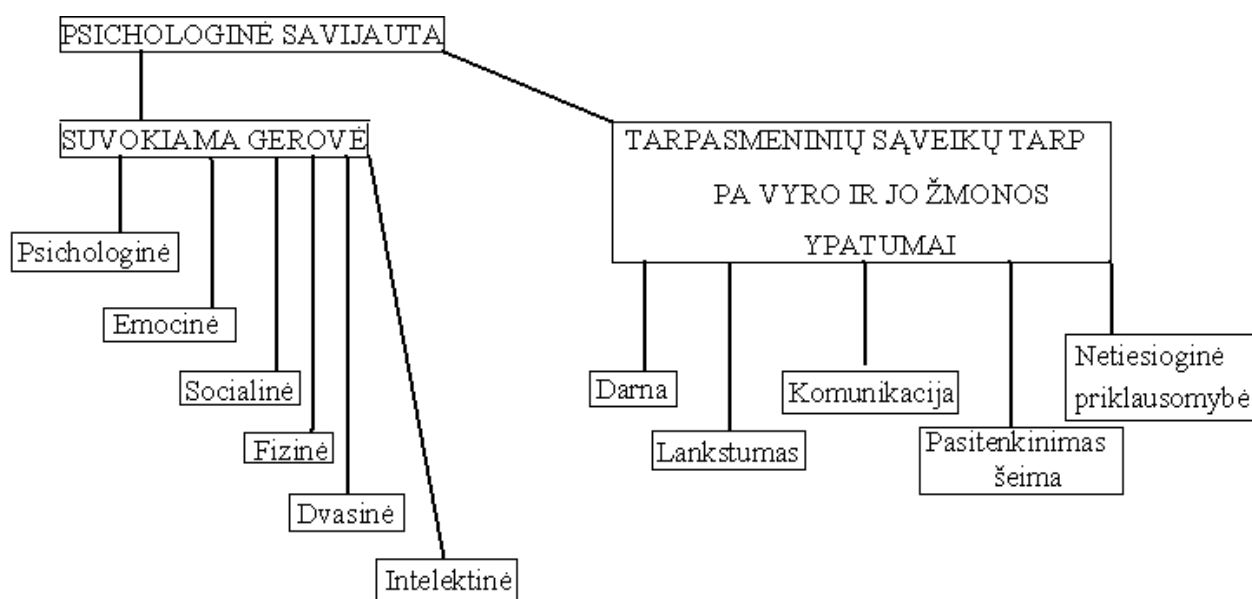 PSICHOLOGINĖ SAVIJAUTA
SUVOKIAMA GEROVĖ
Psichologinė
Emocinė
Socialinė
Fizinė
Dvasinė
Intelektinė
TARPASMENINIŲ SĄVEIKŲ TARP
PA VYRO IR JO ŽMONOS
YPATUMAI
Darna
Lankstumas
Komunikacija
Pasitenkinimas
šeima
Netiesioginė
priklausomybė